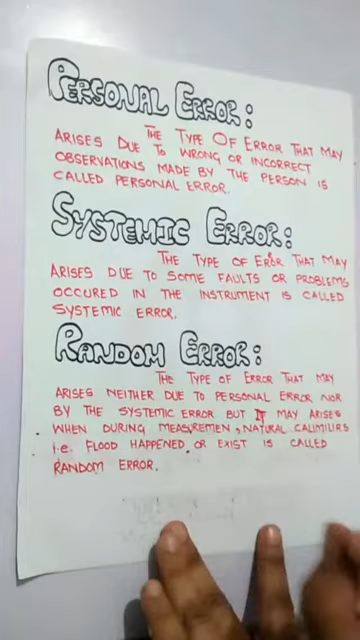 PERSONAL ERROR:
THE TYPE OF ERROR THAT MAY
ARISES DUE TO WRONG OR INCORRECT
OBSERVATIONS MADE BY THE PERSON IS
CALLED PERSONAL ERROR.
SYSTEMIC ERROR:
THE TYPE OF EROR THAT MAY
ARISES DUE TO SOME FAULTS OR PROBLEMS
OCCURED IN THE INSTRUMENT IS CALLED
SYSTEMIC ERROR.
RANDOM ERROR:
THE TYPE OF ERROR THAT MAY
ARISES NEITHER DUE TO PERSONAL ERROR NOR
BY THE SYSTEMIC ERROR BUT IT MAY ARISES
WHEN DURING MEASUREMEN, NATURAL CALIMILIRS
i.e FLOOD HAPPENED OR EXIST IS CALLED
RANDOM ERROR.